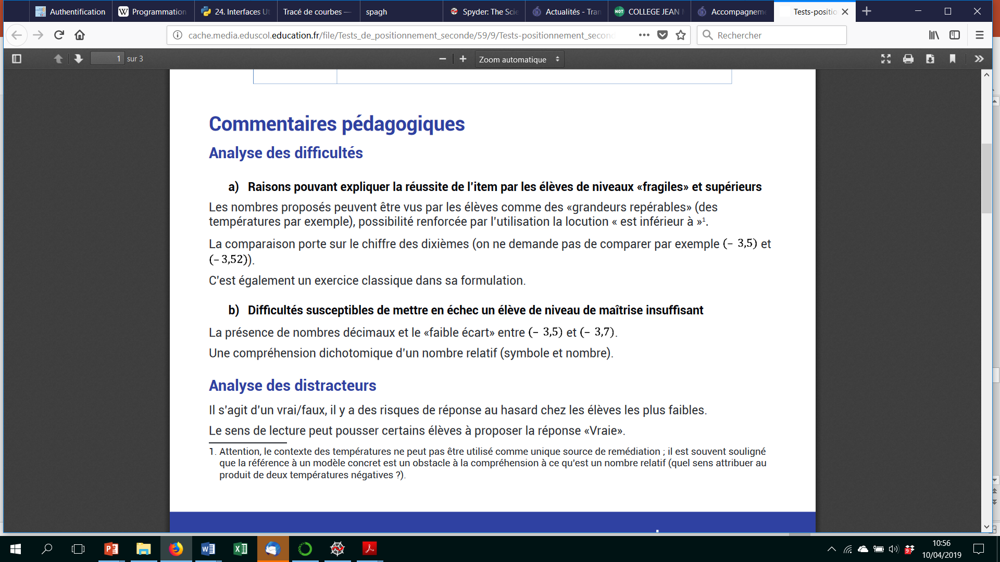 Authentification
Programmation
24. Interfaces Ut
Tracé de courbes —
spagh
Spyder: The Scie
Actualités - Tran
COLLEGE JEAN
Accompagneme
Tests-positio
cache.media.eduscol.education.fr/file/Tests_de_positionnement_seconde/59/9/Tests-positionnement_secon
Rechercher
1 sur 3
Zoom automatique
Commentaires pédagogiques
Analyse des difficultés
a) Raisons pouvant expliquer la réussite de l'item par les élèves de niveaux «fragiles» et supérieurs
Les nombres proposés peuvent être vus par les élèves comme des «grandeurs repérables» (des
températures par exemple), possibilité renforcée par l'utilisation la locution « est inférieur à »¹.
La comparaison porte sur le chiffre des dixièmes (on ne demande pas de comparer par exemple (– 3,5) et
(– 3,52)).
C'est également un exercice classique dans sa formulation.
b) Difficultés susceptibles de mettre en échec un élève de niveau de maîtrise insuffisant
La présence de nombres décimaux et le «faible écart» entre (– 3,5) et (– 3,7).
Une compréhension dichotomique d'un nombre relatif (symbole et nombre).
Analyse des distracteurs
Il s'agit d'un vrai/faux, il y a des risques de réponse au hasard chez les élèves les plus faibles.
Le sens de lecture peut pousser certains élèves à proposer la réponse «Vraie».
1. Attention, le contexte des températures ne peut pas être utilisé comme unique source de remédiation ; il est souvent souligné
que la référence à un modèle concret est un obstacle à la compréhension à ce qu'est un nombre relatif (quel sens attribuer au
produit de deux températures négatives ?).
10:56
10/04/2019